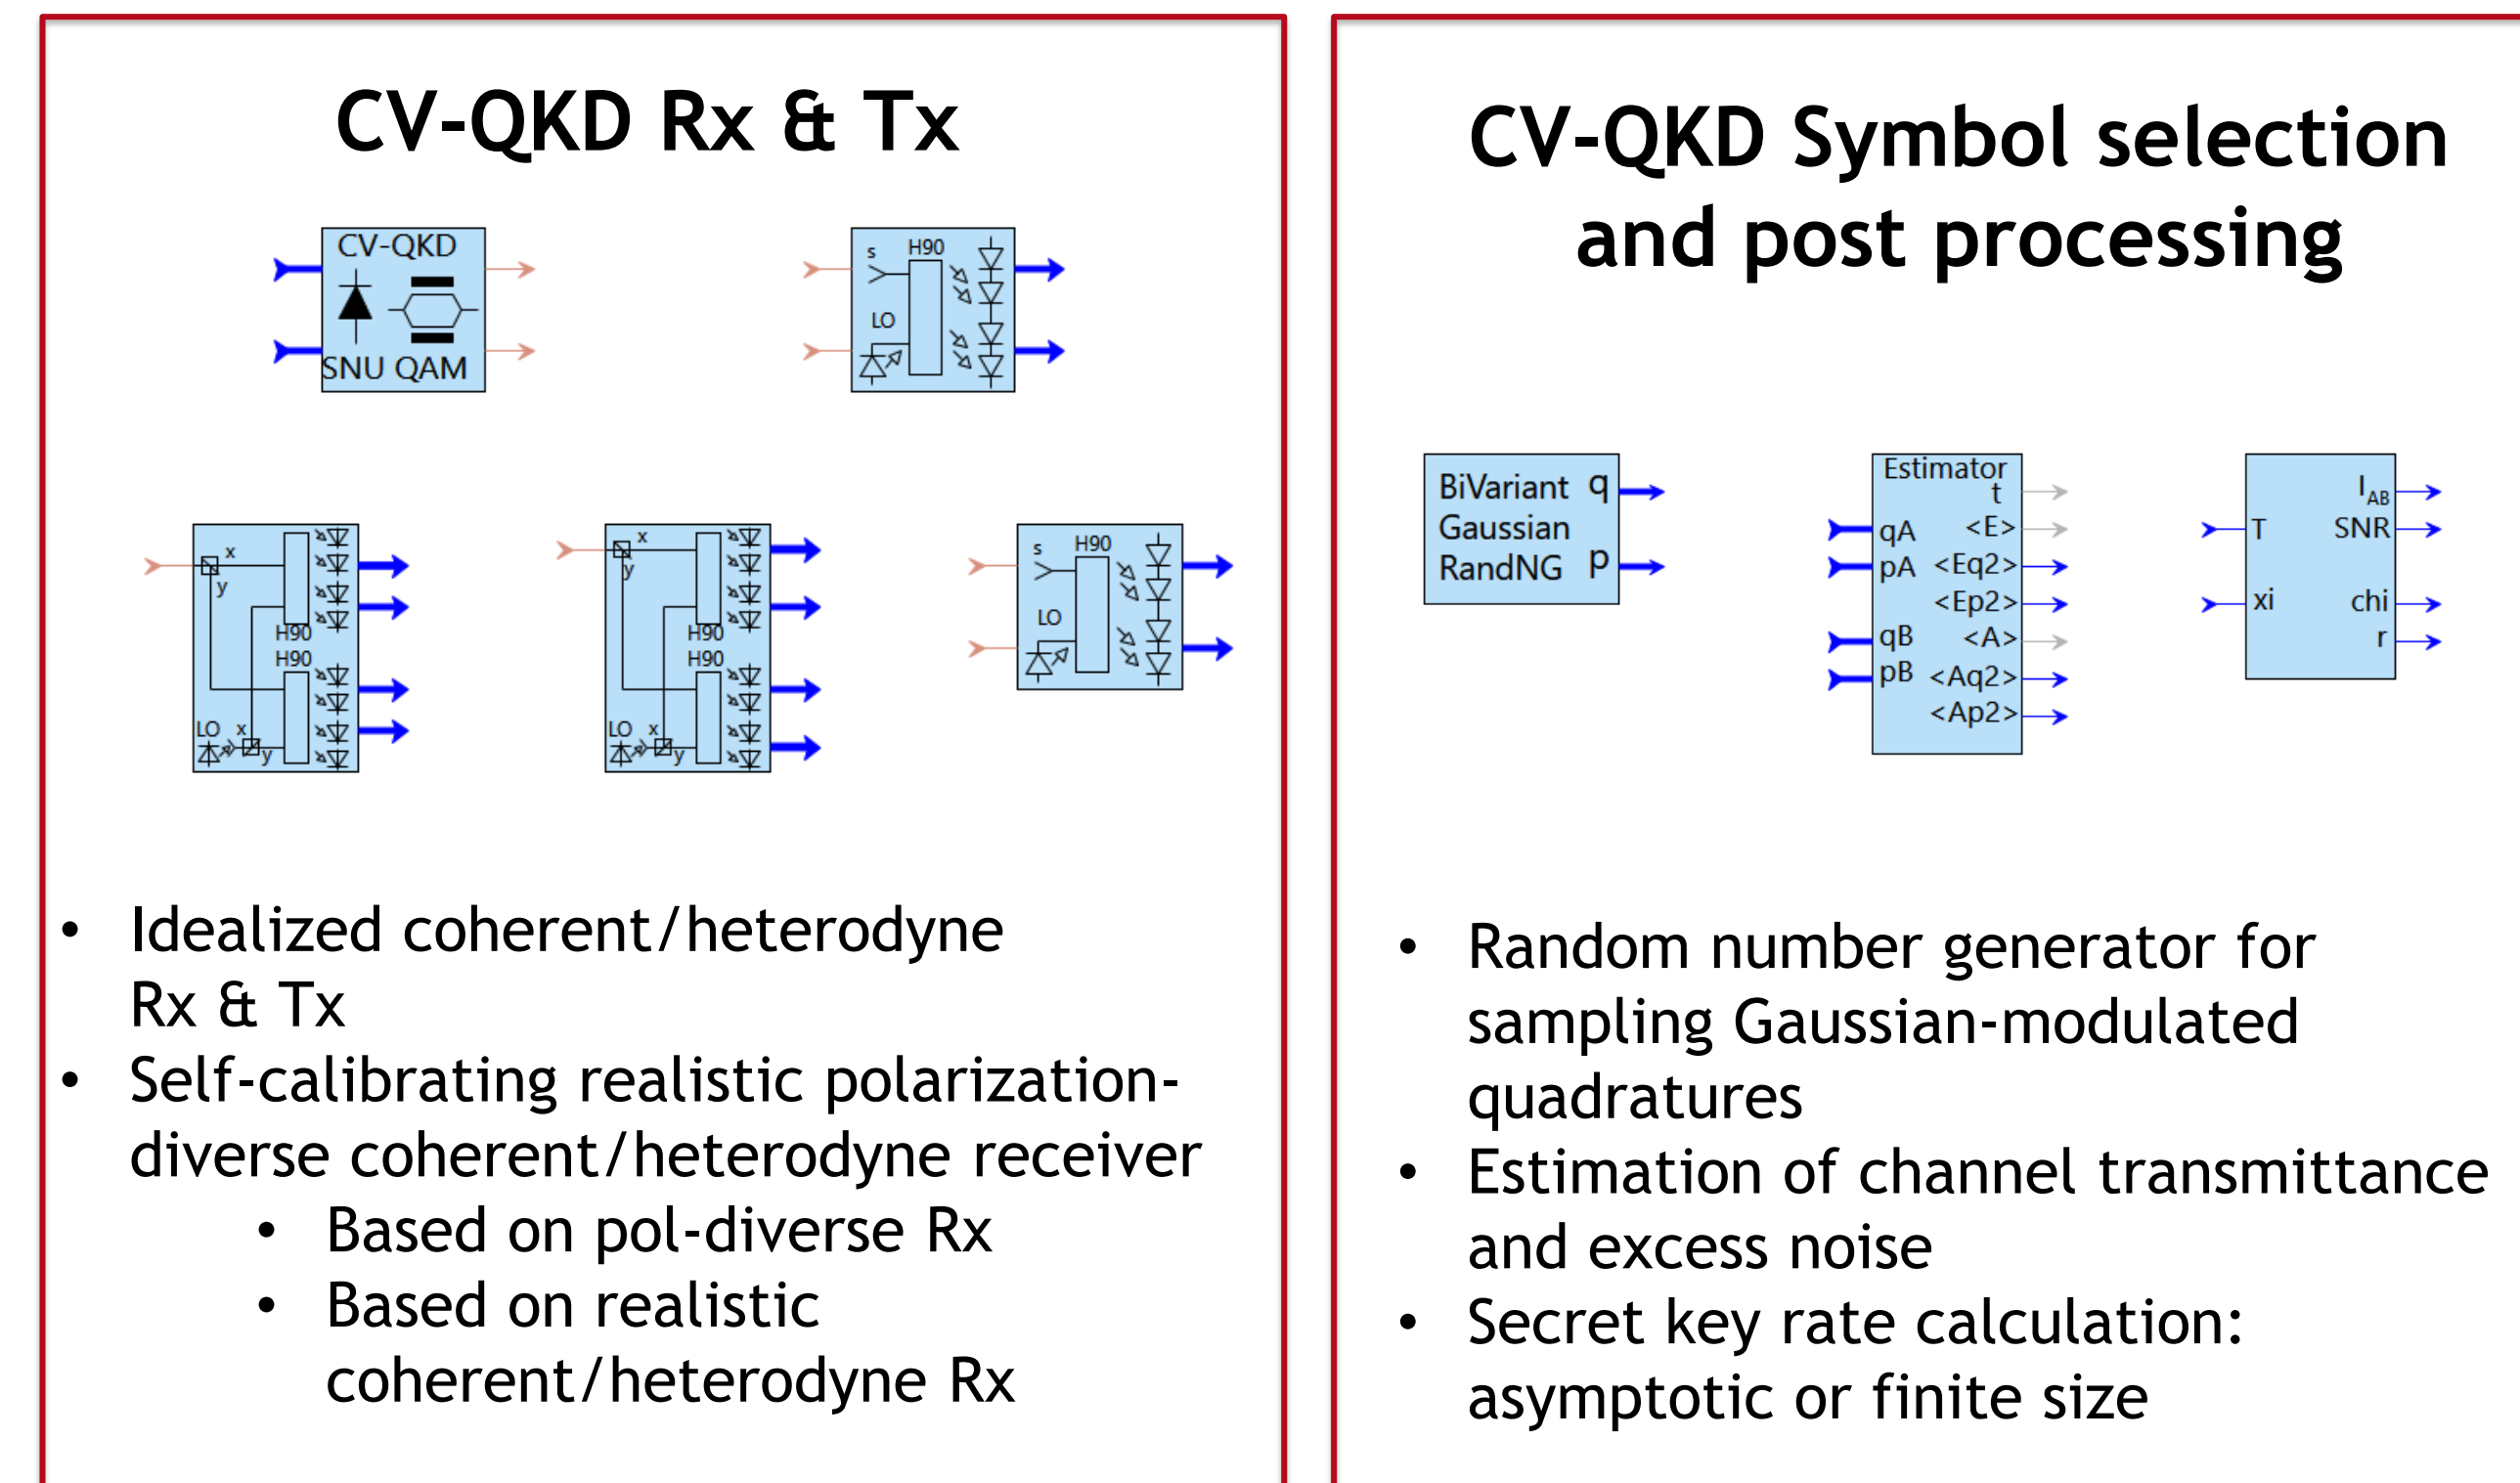 CV-QKD Rx & Tx
CV-QKD
SNU QAM
s H90
LO
x
y
H90
H90
LO x
y
x
y
H90
H90
LO x
y
s H90
LO
• Idealized coherent/heterodyne
Rx & Tx
• Self-calibrating realistic polarization-
diverse coherent/heterodyne receiver
• Based on pol-diverse Rx
• Based on realistic
coherent/heterodyne Rx
CV-QKD Symbol selection
and post processing
BiVariant q
Gaussian
RandNG p
Estimator
t
qA <E>
pA <Eq2>
<Ep2>
qB <A>
pB <Aq2>
<Ap2>
I_AB
T SNR
xi chi
r
• Random number generator for
sampling Gaussian-modulated
quadratures
• Estimation of channel transmittance
and excess noise
• Secret key rate calculation:
asymptotic or finite size